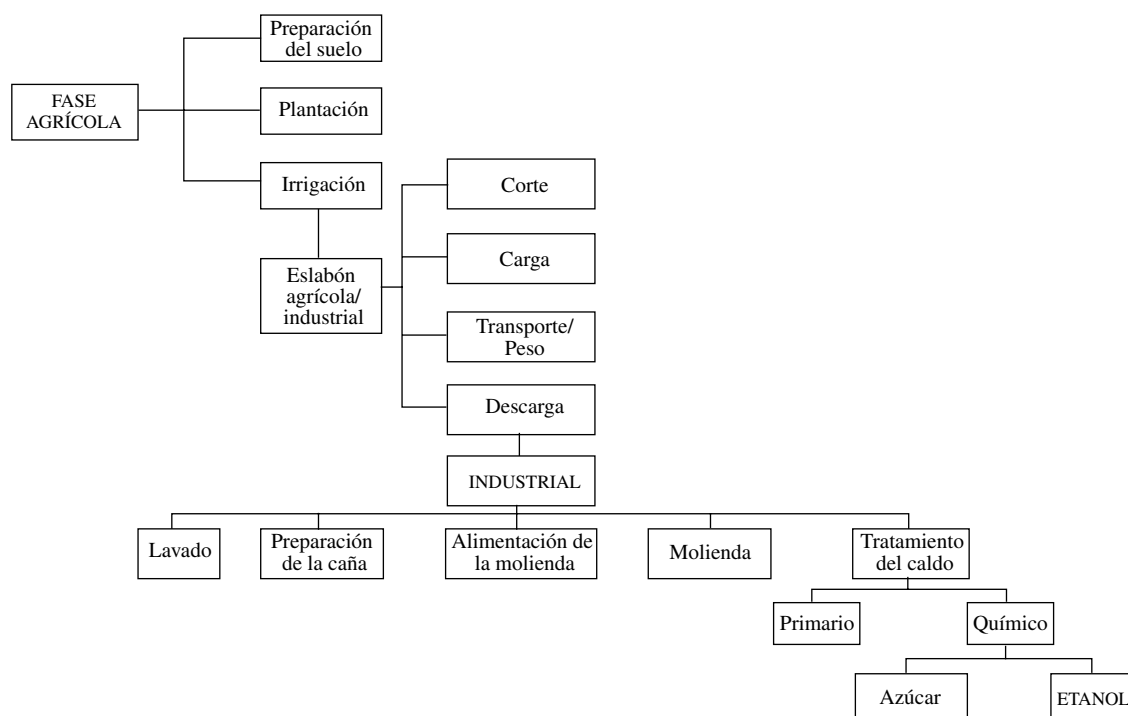 Preparación
del suelo
FASE
AGRÍCOLA
Plantación
Irrigación
Corte
Eslabón
agrícola/
industrial
Carga
Transporte/
Peso
Descarga
INDUSTRIAL
Lavado
Preparación
de la caña
Alimentación de
la molienda
Molienda
Tratamiento
del caldo
Primario
Químico
Azúcar
ETANOL